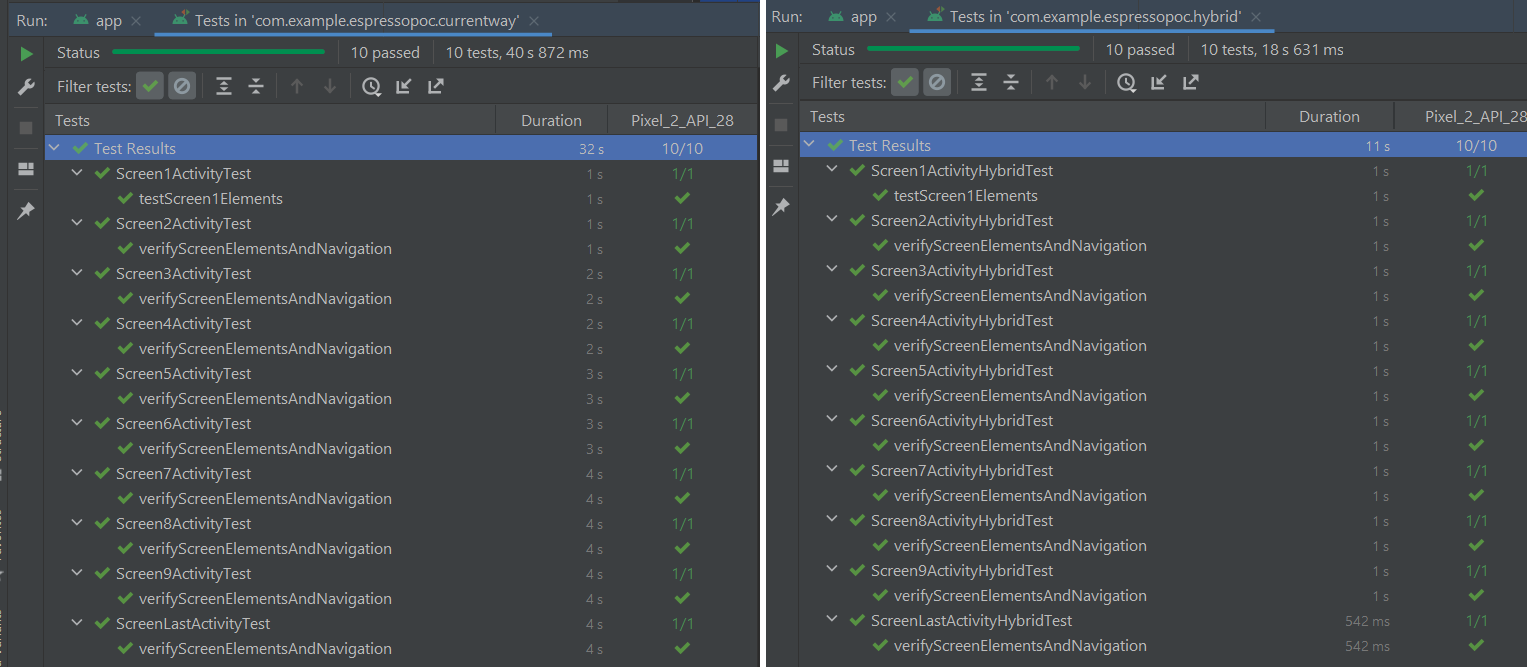 Run: app Tests in 'com.example.espressopoc.currentway'
Status 10 passed 10 tests, 40 s 872 ms
Filter tests:
Tests Duration Pixel_2_API_28
Test Results 32 s 10/10
Screen1ActivityTest 1 s 1/1
testScreen1Elements 1 s
Screen2ActivityTest 1 s 1/1
verifyScreenElementsAndNavigation 1 s
Screen3ActivityTest 2 s 1/1
verifyScreenElementsAndNavigation 2 s
Screen4ActivityTest 2 s 1/1
verifyScreenElementsAndNavigation 2 s
Screen5ActivityTest 3 s 1/1
verifyScreenElementsAndNavigation 3 s
Screen6ActivityTest 3 s 1/1
verifyScreenElementsAndNavigation 3 s
Screen7ActivityTest 4 s 1/1
verifyScreenElementsAndNavigation 4 s
Screen8ActivityTest 4 s 1/1
verifyScreenElementsAndNavigation 4 s
Screen9ActivityTest 4 s 1/1
verifyScreenElementsAndNavigation 4 s
ScreenLastActivityTest 4 s 1/1
verifyScreenElementsAndNavigation 4 s
Run: app Tests in 'com.example.espressopoc.hybrid'
Status 10 passed 10 tests, 18 s 631 ms
Filter tests:
Tests Duration Pixel_2_API_28
Test Results 11 s 10/10
Screen1ActivityHybridTest 1 s 1/1
testScreen1Elements 1 s
Screen2ActivityHybridTest 1 s 1/1
verifyScreenElementsAndNavigation 1 s
Screen3ActivityHybridTest 1 s 1/1
verifyScreenElementsAndNavigation 1 s
Screen4ActivityHybridTest 1 s 1/1
verifyScreenElementsAndNavigation 1 s
Screen5ActivityHybridTest 1 s 1/1
verifyScreenElementsAndNavigation 1 s
Screen6ActivityHybridTest 1 s 1/1
verifyScreenElementsAndNavigation 1 s
Screen7ActivityHybridTest 1 s 1/1
verifyScreenElementsAndNavigation 1 s
Screen8ActivityHybridTest 1 s 1/1
verifyScreenElementsAndNavigation 1 s
Screen9ActivityHybridTest 1 s 1/1
verifyScreenElementsAndNavigation 1 s
ScreenLastActivityHybridTest 542 ms 1/1
verifyScreenElementsAndNavigation 542 ms